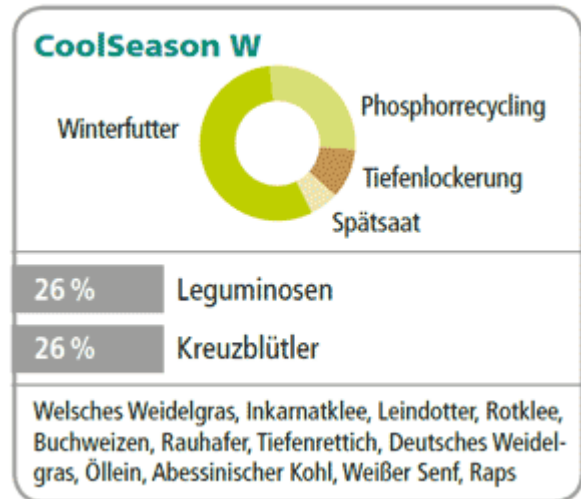 CoolSeason W
Winterfutter
Phosphorrecycling
Tiefenlockerung
Spätsaat
26 % Leguminosen
26 % Kreuzblütler
Welsches Weidelgras, Inkarnatklee, Leindotter, Rotklee,
Buchweizen, Rauhafer, Tiefenrettich, Deutsches Weidel-
gras, Öllein, Abessinischer Kohl, Weißer Senf, Raps